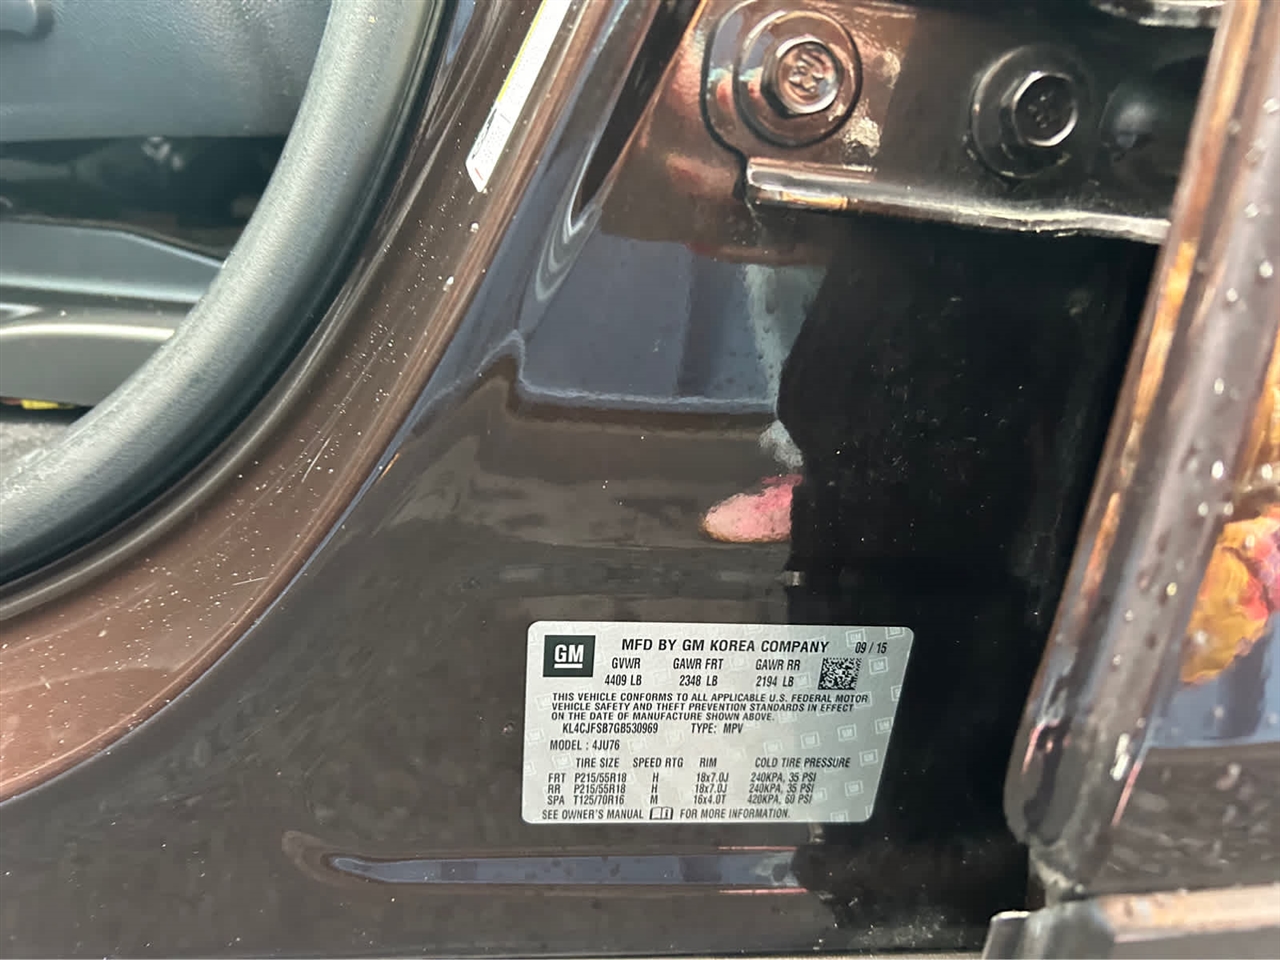 GM
MFD BY GM KOREA COMPANY 09 / 15
GVWR GAWR FRT GAWR RR
4409 LB 2348 LB 2194 LB
THIS VEHICLE CONFORMS TO ALL APPLICABLE U.S. FEDERAL MOTOR
VEHICLE SAFETY AND THEFT PREVENTION STANDARDS IN EFFECT
ON THE DATE OF MANUFACTURE SHOWN ABOVE.
KL4CJFSB7GB530969 TYPE: MPV
MODEL : 4JU76
TIRE SIZE SPEED RTG RIM COLD TIRE PRESSURE
FRT P215/55R18 H 18x7.0J 240KPA, 35 PSI
RR P215/55R18 H 18x7.0J 240KPA, 35 PSI
SPA T125/70R16 M 16x4.0T 420KPA, 60 PSI
SEE OWNER'S MANUAL FOR MORE INFORMATION.